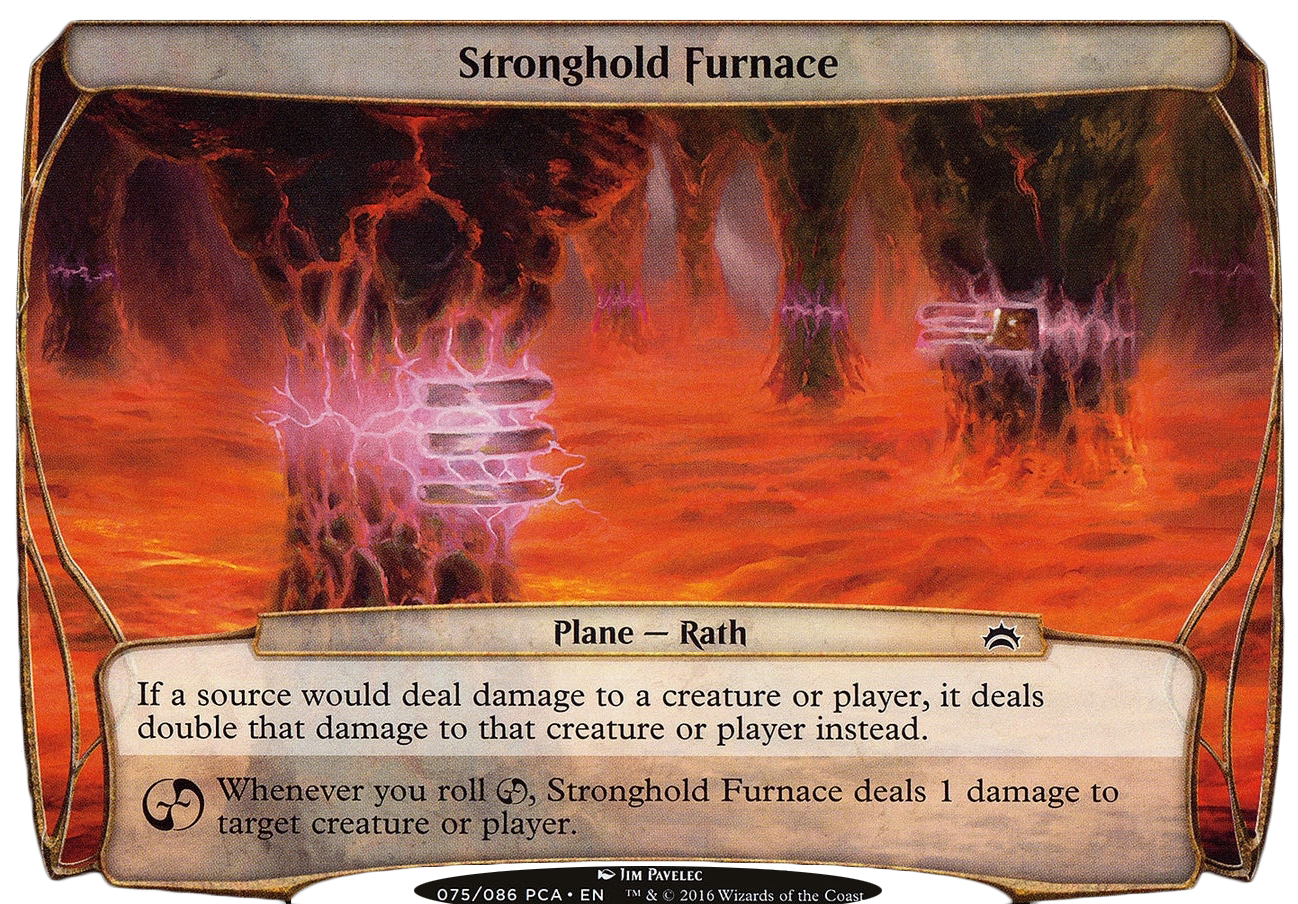 Stronghold Furnace
Plane — Rath
If a source would deal damage to a creature or player, it deals
double that damage to that creature or player instead.
Whenever you roll , Stronghold Furnace deals 1 damage to
target creature or player.
Jim Pavelec
075/086 PCA • EN ™ & © 2016 Wizards of the Coast